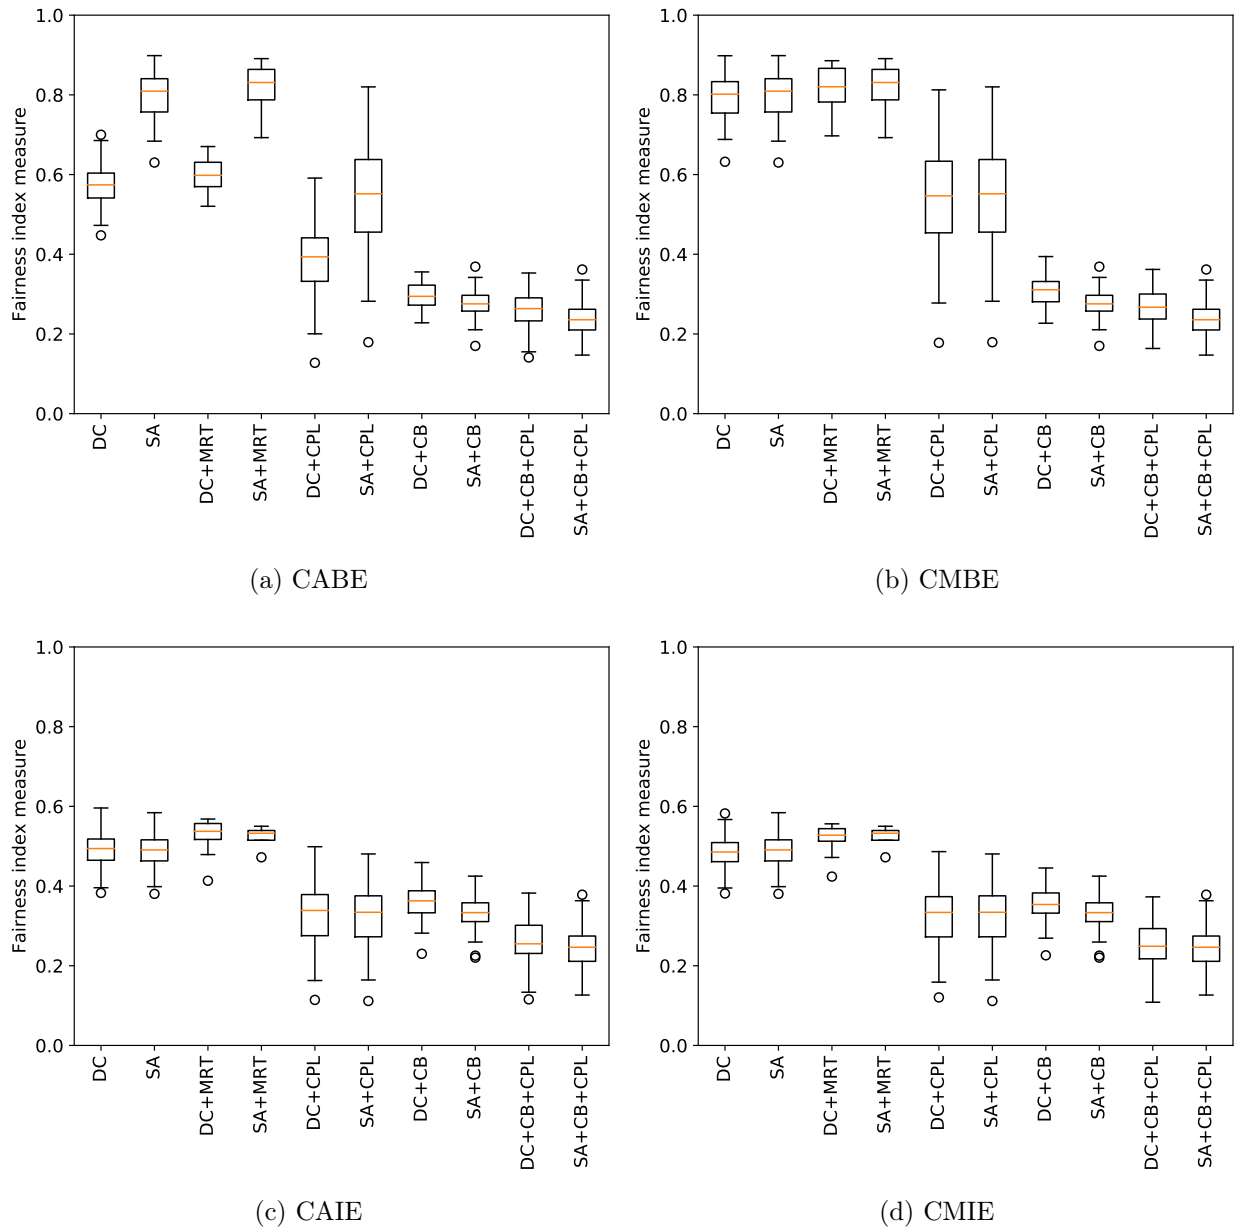 Fairness index measure
1.0
0.8
0.6
0.4
0.2
0.0
DC
SA
DC+MRT
SA+MRT
DC+CPL
SA+CPL
DC+CB
SA+CB
DC+CB+CPL
SA+CB+CPL
(a) CABE
Fairness index measure
1.0
0.8
0.6
0.4
0.2
0.0
DC
SA
DC+MRT
SA+MRT
DC+CPL
SA+CPL
DC+CB
SA+CB
DC+CB+CPL
SA+CB+CPL
(b) CMBE
Fairness index measure
1.0
0.8
0.6
0.4
0.2
0.0
DC
SA
DC+MRT
SA+MRT
DC+CPL
SA+CPL
DC+CB
SA+CB
DC+CB+CPL
SA+CB+CPL
(c) CAIE
Fairness index measure
1.0
0.8
0.6
0.4
0.2
0.0
DC
SA
DC+MRT
SA+MRT
DC+CPL
SA+CPL
DC+CB
SA+CB
DC+CB+CPL
SA+CB+CPL
(d) CMIE